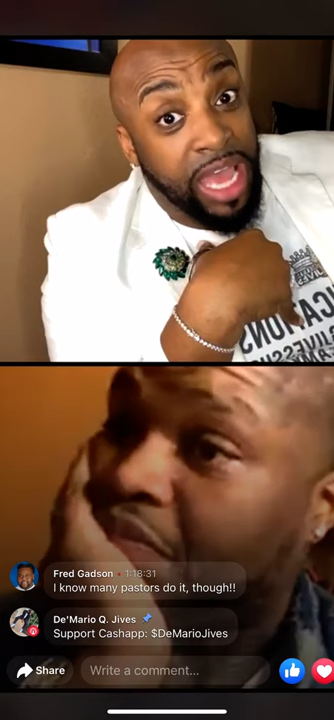 ICATIONS
Fred Gadson • 1:18:31
I know many pastors do it, though!!
De'Mario Q. Jives
Support Cashapp: $DeMarioJives
Share
Write a comment...